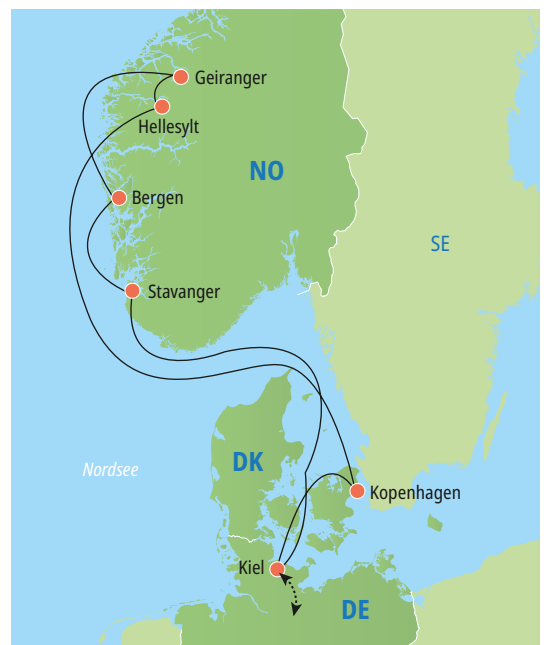 Geiranger
Hellesylt
NO
Bergen
SE
Stavanger
DK
Nordsee
Kopenhagen
Kiel
DE